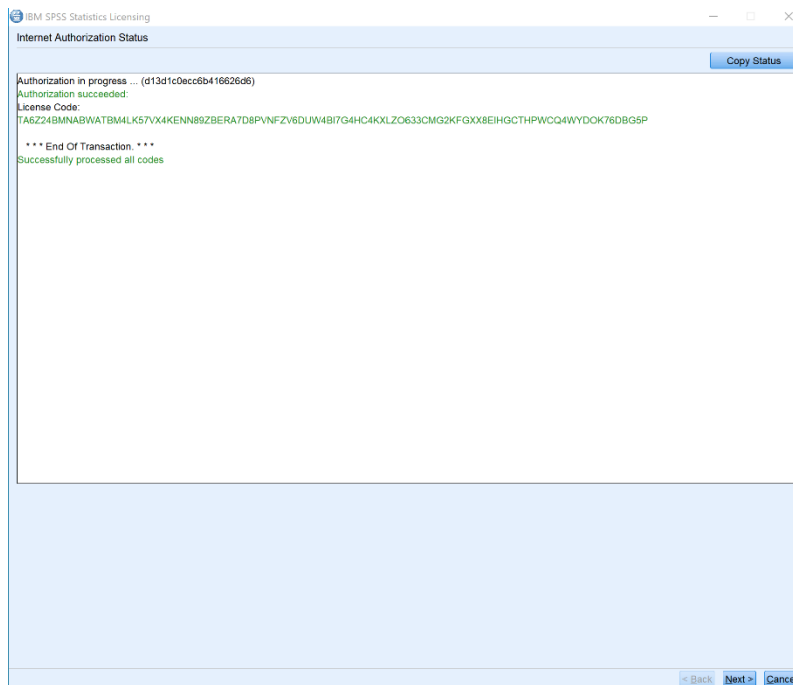 IBM SPSS Statistics Licensing
Internet Authorization Status
Copy Status
Authorization in progress ... (d13d1c0ecc6b416626d6)
Authorization succeeded:
License Code:
TA6Z24BMNABWATBM4LK57VX4KENN89ZBERA7D8PVNFZV6DUW4BI7G4HC4KXLZO633CMG2KFGXX8EIHGCTHPWCQ4WYDOK76DBG5P
* * * End Of Transaction. * * *
Successfully processed all codes
< Back Next > Cance